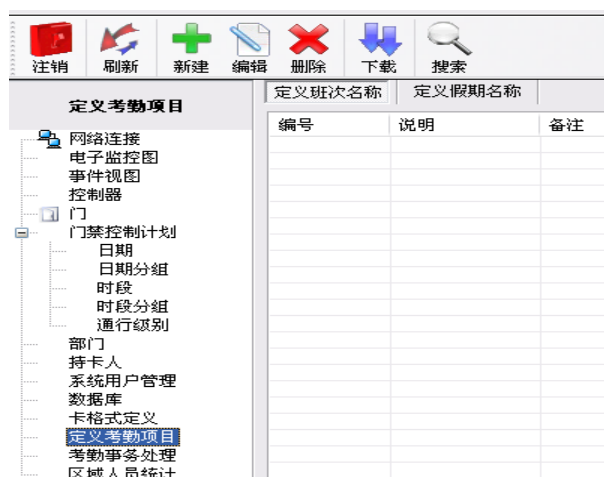 注销 刷新 新建 编辑 删除 下载 搜索
定义考勤项目
网络连接
电子监控图
事件视图
控制器
门
门禁控制计划
日期
日期分组
时段
时段分组
通行级别
部门
持卡人
系统用户管理
数据库
卡格式定义
定义考勤项目
考勤事务处理
区域人员统计
定义班次名称 定义假期名称
编号 说明 备注